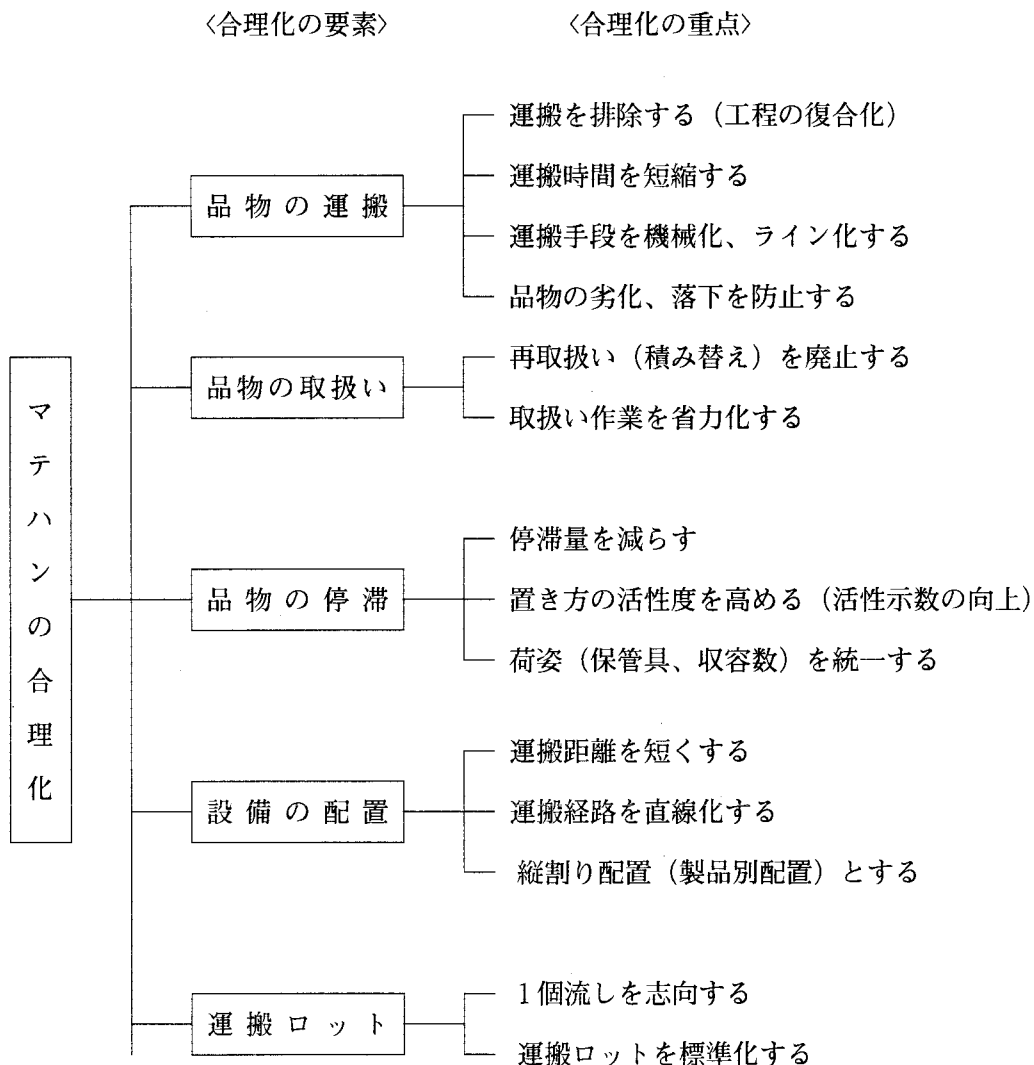 〈合理化の要素〉 〈合理化の重点〉
マテハンの合理化
品物の運搬
運搬を排除する（工程の復合化）
運搬時間を短縮する
運搬手段を機械化、ライン化する
品物の劣化、落下を防止する
品物の取扱い
再取扱い（積み替え）を廃止する
取扱い作業を省力化する
品物の停滞
停滞量を減らす
置き方の活性度を高める（活性示数の向上）
荷姿（保管具、収容数）を統一する
設備の配置
運搬距離を短くする
運搬経路を直線化する
縦割り配置（製品別配置）とする
運搬ロット
1個流しを志向する
運搬ロットを標準化する